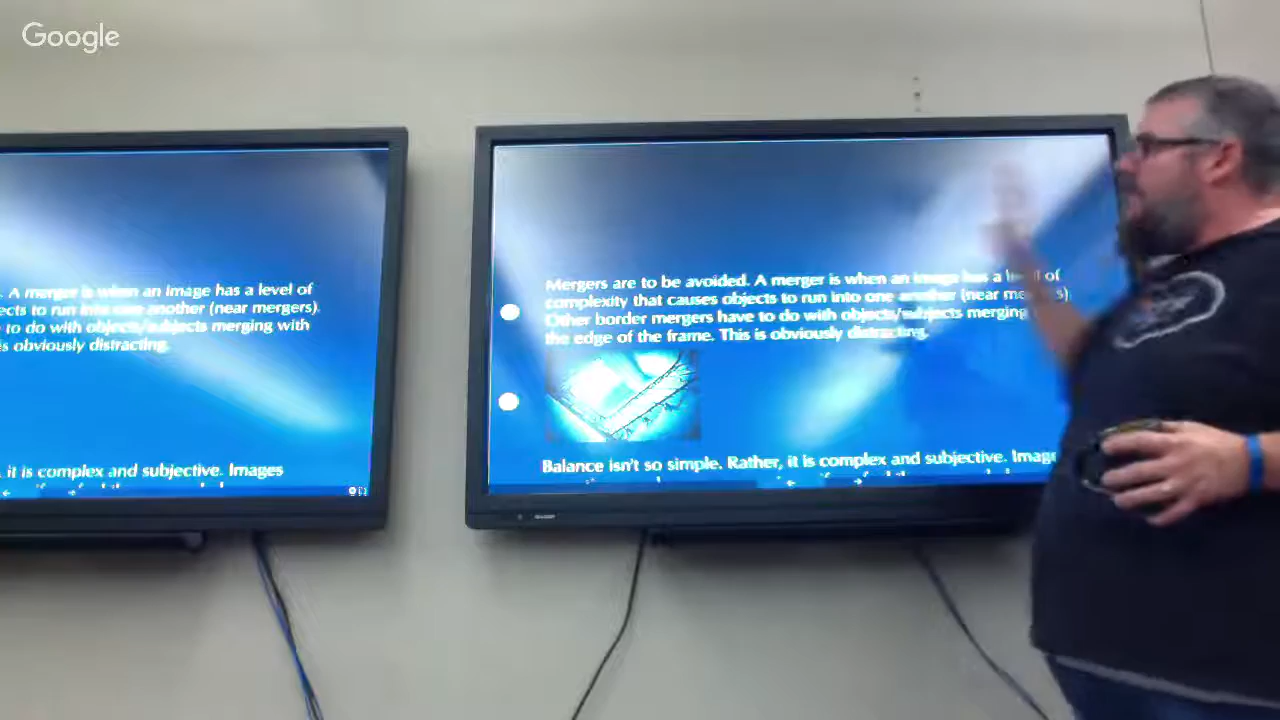 Google
A merger is when an image has a level of
ects to run into one another (near mergers).
to do with objects/subjects merging with
is obviously distracting.
it is complex and subjective. Images
Mergers are to be avoided. A merger is when an image has a level of
complexity that causes objects to run into one another (near mergers).
Other border mergers have to do with objects/subjects merging
the edge of the frame. This is obviously distracting.
Balance isn't so simple. Rather, it is complex and subjective. Image